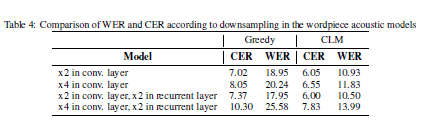 Table 4: Comparison of WER and CER according to downsampling in the wordpiece acoustic models
Greedy CLM
Model CER WER CER WER
x2 in conv. layer 7.02 18.95 6.05 10.93
x4 in conv. layer 8.05 20.24 6.55 11.83
x2 in conv. layer, x2 in recurrent layer 7.37 17.95 6.00 10.50
x4 in conv. layer, x2 in recurrent layer 10.30 25.58 7.83 13.99